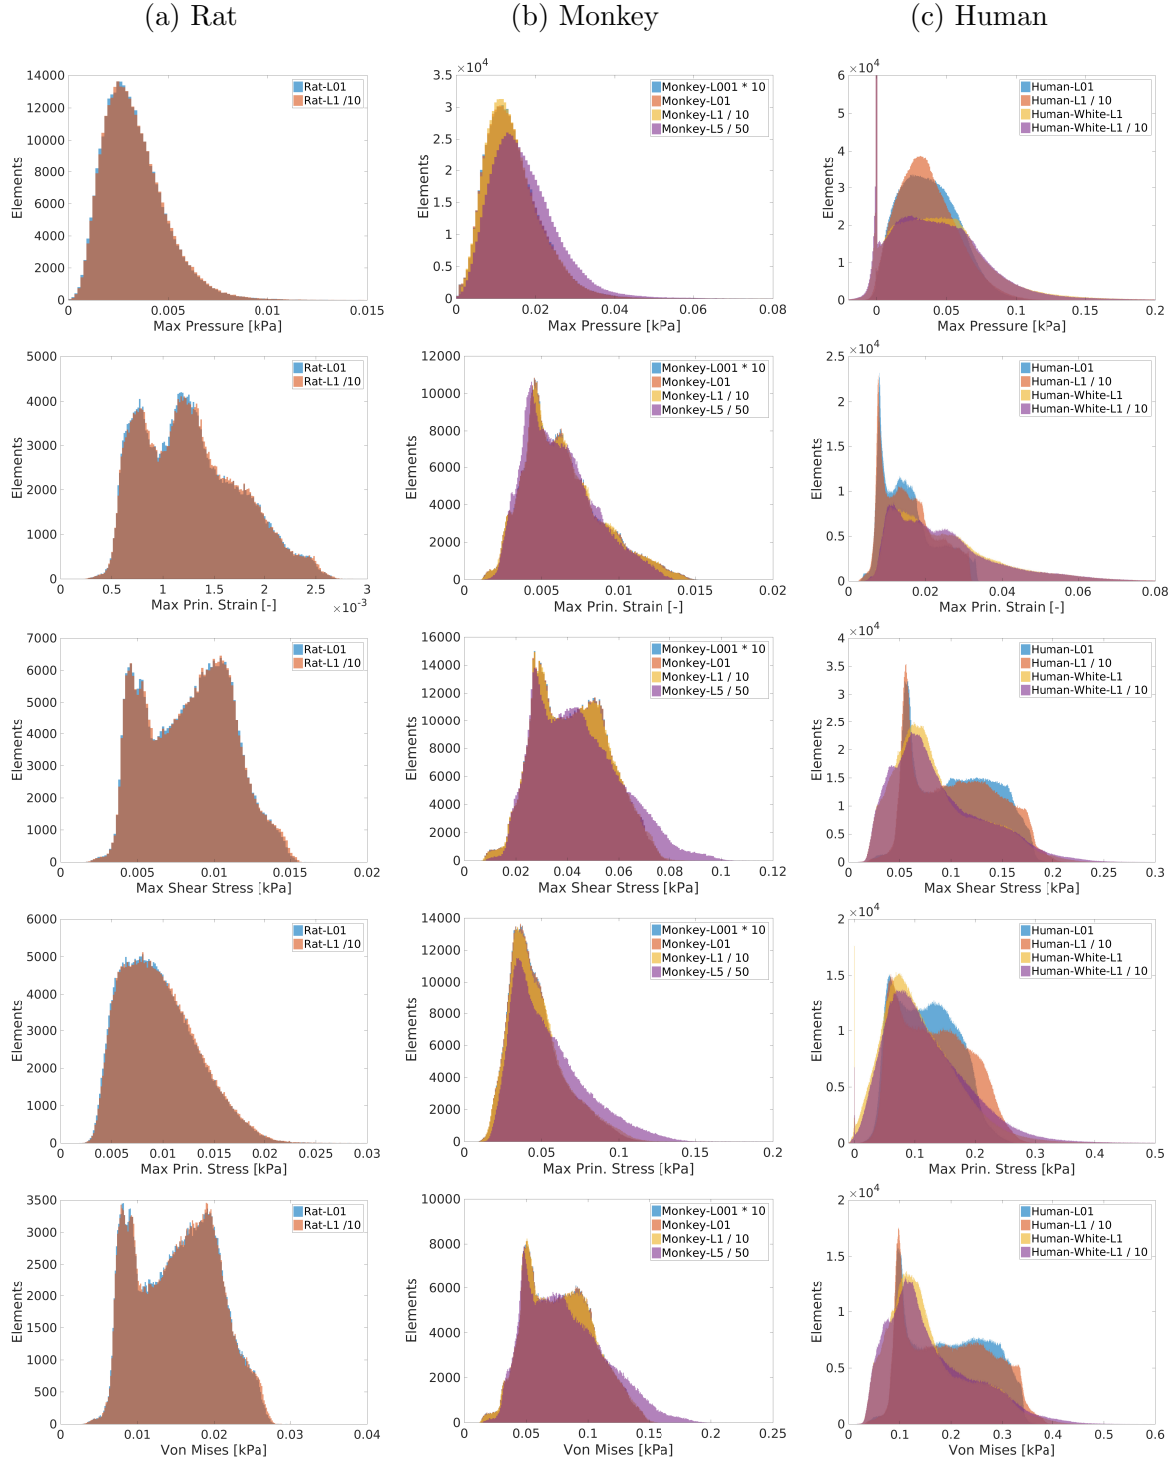 (a) Rat
(b) Monkey
(c) Human
14000
12000
10000
8000
6000
4000
2000
0
Elements
0 0.005 0.01 0.015
Max Pressure [kPa]
Rat-L01
Rat-L1 /10
×10⁴
3.5
3
2.5
2
1.5
1
0.5
0
Elements
0 0.02 0.04 0.06 0.08
Max Pressure [kPa]
Monkey-L001 * 10
Monkey-L01
Monkey-L1 / 10
Monkey-L5 / 50
×10⁴
6
5
4
3
2
1
0
Elements
0 0.05 0.1 0.15 0.2
Max Pressure [kPa]
Human-L01
Human-L1 / 10
Human-White-L1
Human-White-L1 / 10
5000
4000
3000
2000
1000
0
Elements
0 0.5 1 1.5 2 2.5 3
Max Prin. Strain [-]
×10⁻³
Rat-L01
Rat-L1 /10
12000
10000
8000
6000
4000
2000
0
Elements
0 0.005 0.01 0.015 0.02
Max Prin. Strain [-]
Monkey-L001 * 10
Monkey-L01
Monkey-L1 / 10
Monkey-L5 / 50
×10⁴
2.5
2
1.5
1
0.5
0
Elements
0 0.02 0.04 0.06 0.08
Max Prin. Strain [-]
Human-L01
Human-L1 / 10
Human-White-L1
Human-White-L1 / 10
7000
6000
5000
4000
3000
2000
1000
0
Elements
0 0.005 0.01 0.015 0.02
Max Shear Stress [kPa]
Rat-L01
Rat-L1 /10
16000
14000
12000
10000
8000
6000
4000
2000
0
Elements
0 0.02 0.04 0.06 0.08 0.1 0.12
Max Shear Stress [kPa]
Monkey-L001 * 10
Monkey-L01
Monkey-L1 / 10
Monkey-L5 / 50
×10⁴
4
3.5
3
2.5
2
1.5
1
0.5
0
Elements
0 0.05 0.1 0.15 0.2 0.25 0.3
Max Shear Stress [kPa]
Human-L01
Human-L1 / 10
Human-White-L1
Human-White-L1 / 10
6000
5000
4000
3000
2000
1000
0
Elements
0 0.005 0.01 0.015 0.02 0.025 0.03
Max Prin. Stress [kPa]
Rat-L01
Rat-L1 /10
14000
12000
10000
8000
6000
4000
2000
0
Elements
0 0.05 0.1 0.15 0.2
Max Prin. Stress [kPa]
Monkey-L001 * 10
Monkey-L01
Monkey-L1 / 10
Monkey-L5 / 50
×10⁴
2
1.5
1
0.5
0
Elements
0 0.1 0.2 0.3 0.4 0.5
Max Prin. Stress [kPa]
Human-L01
Human-L1 / 10
Human-White-L1
Human-White-L1 / 10
3500
3000
2500
2000
1500
1000
500
0
Elements
0 0.01 0.02 0.03 0.04
Von Mises [kPa]
Rat-L01
Rat-L1 /10
10000
8000
6000
4000
2000
0
Elements
0 0.05 0.1 0.15 0.2 0.25
Von Mises [kPa]
Monkey-L001 * 10
Monkey-L01
Monkey-L1 / 10
Monkey-L5 / 50
×10⁴
2
1.5
1
0.5
0
Elements
0 0.1 0.2 0.3 0.4 0.5 0.6
Von Mises [kPa]
Human-L01
Human-L1 / 10
Human-White-L1
Human-White-L1 / 10